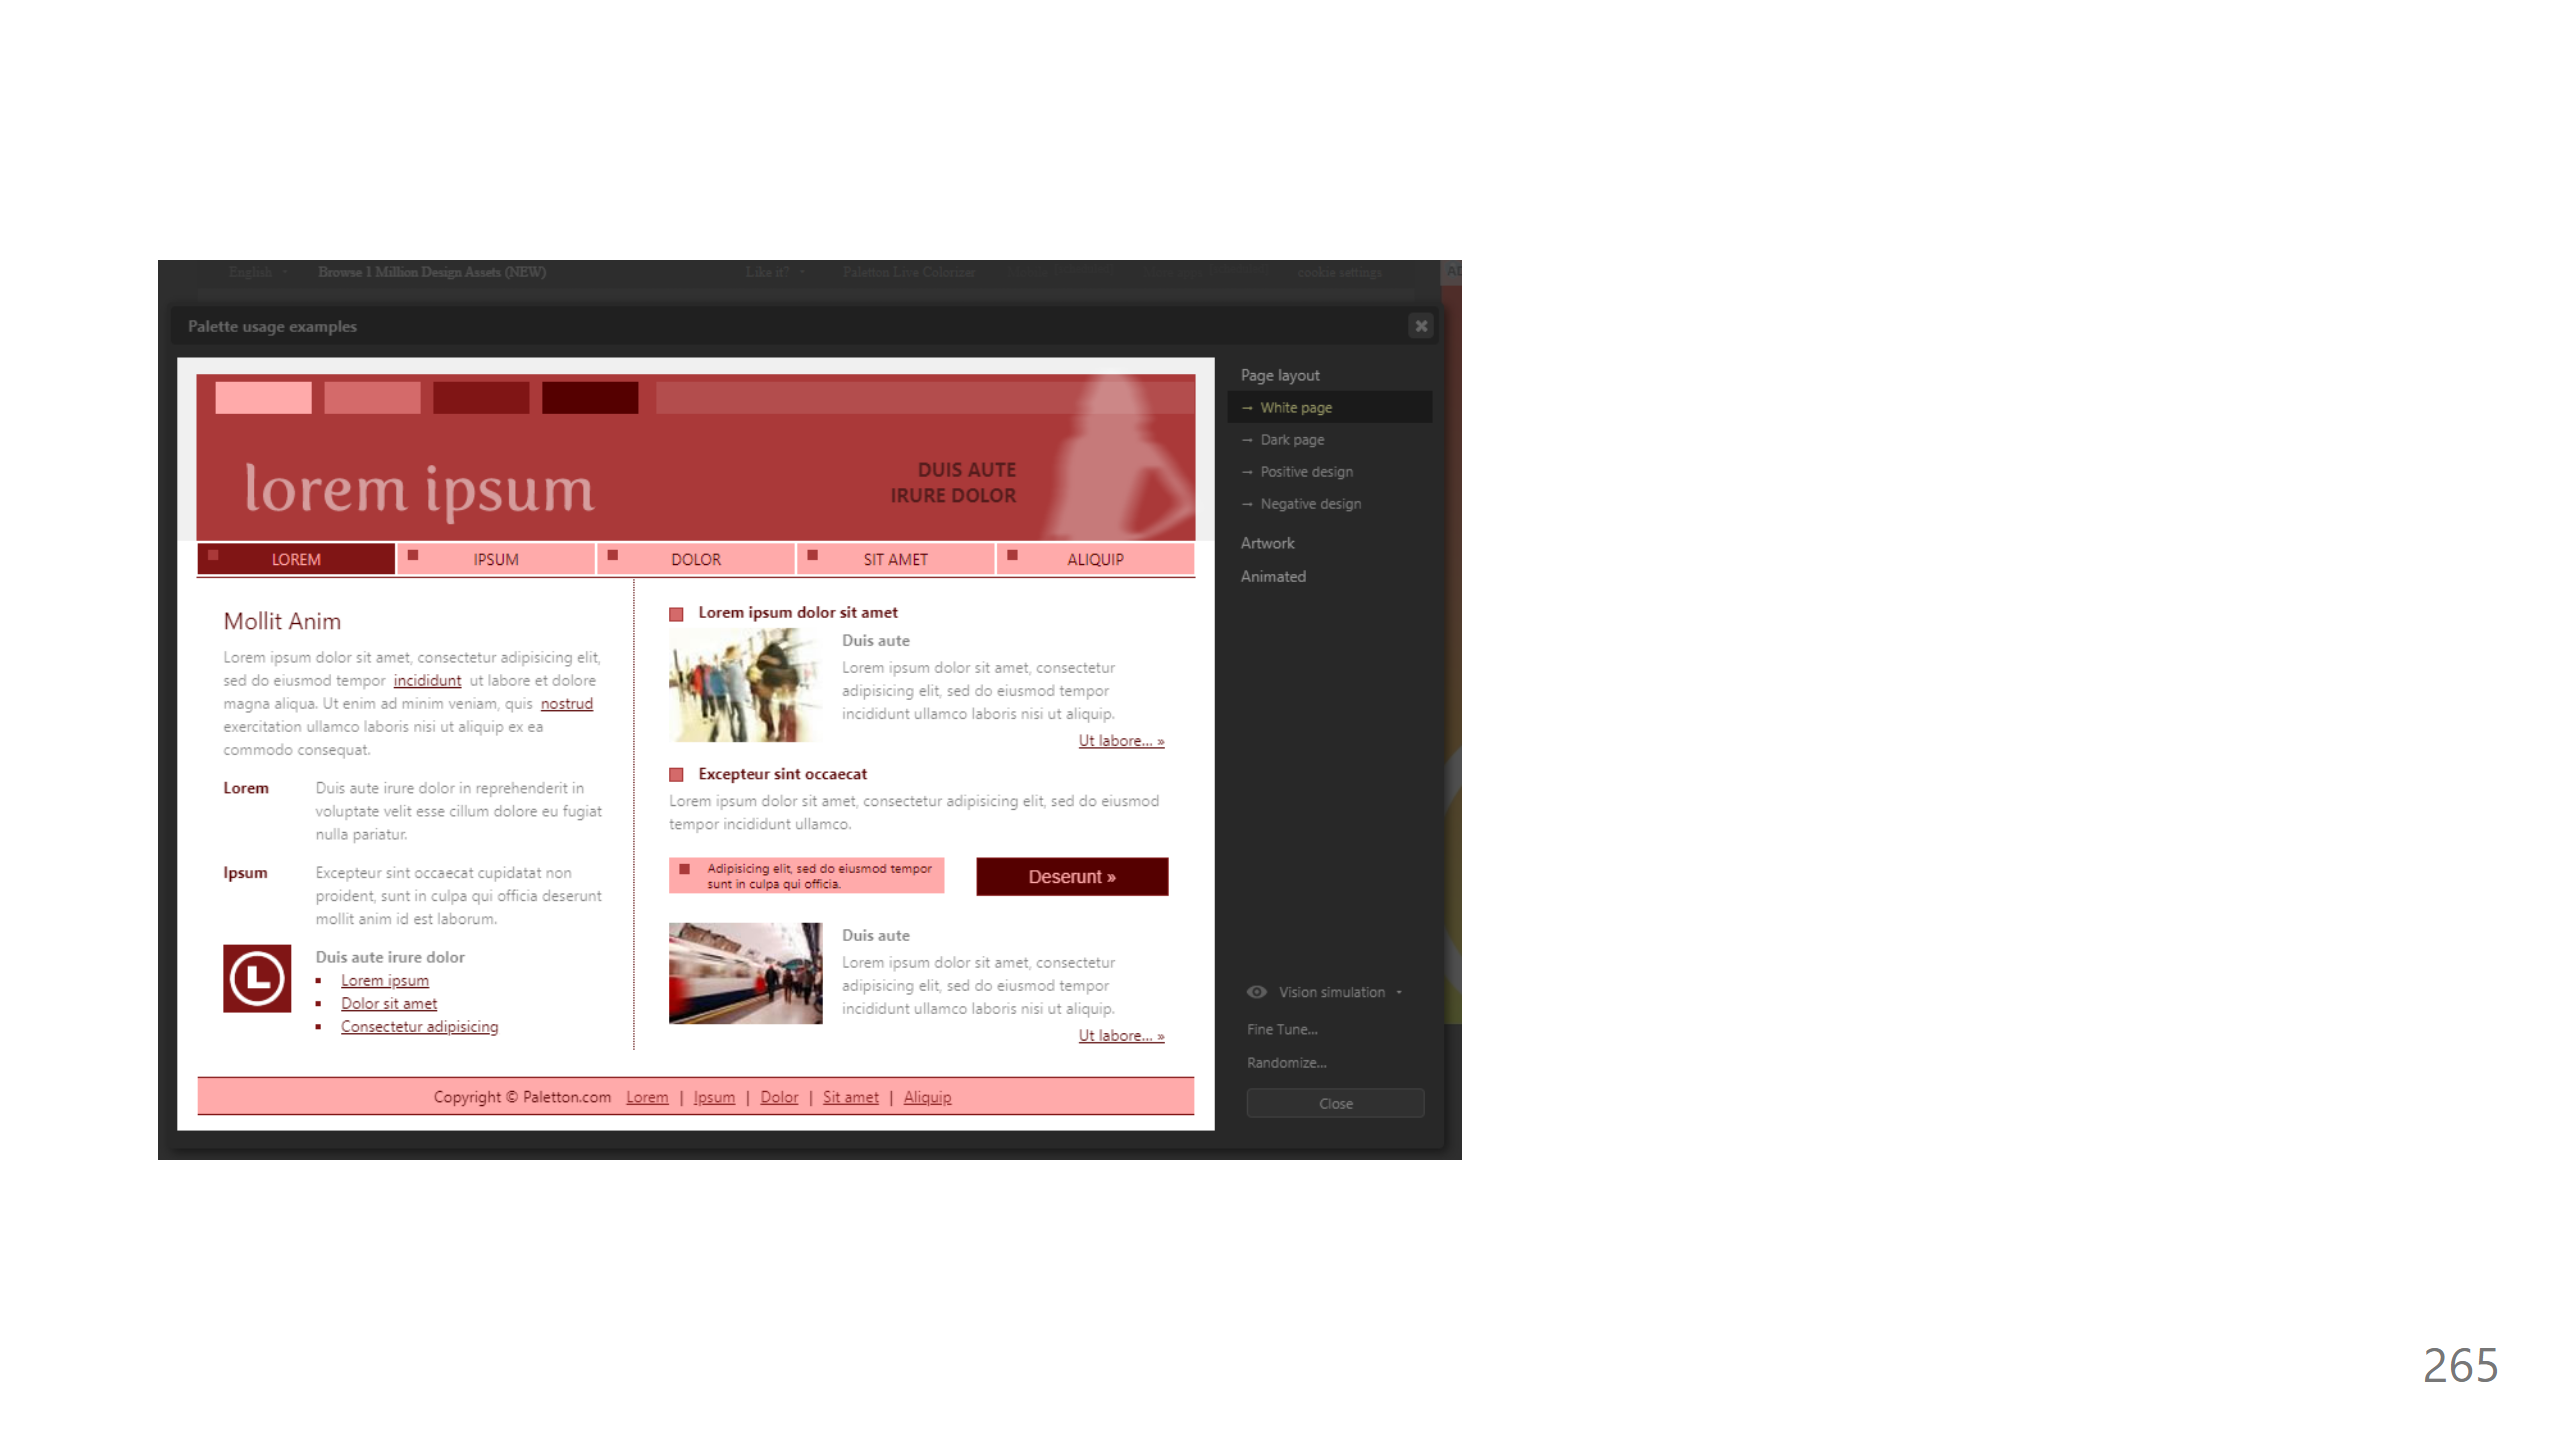 English
Browse 1 Million Design Assets (NEW)
Like it?
Paletton Live Colorizer
cookie settings
Palette usage examples
lorem ipsum
DUIS AUTE
IRURE DOLOR
LOREM
IPSUM
DOLOR
SIT AMET
ALIQUIP
Mollit Anim
Lorem ipsum dolor sit amet, consectetur adipisicing elit,
sed do eiusmod tempor incididunt ut labore et dolore
magna aliqua. Ut enim ad minim veniam, quis nostrud
exercitation ullamco laboris nisi ut aliquip ex ea
commodo consequat.
Lorem
Duis aute irure dolor in reprehenderit in
voluptate velit esse cillum dolore eu fugiat
nulla pariatur.
Ipsum
Excepteur sint occaecat cupidatat non
proident, sunt in culpa qui officia deserunt
mollit anim id est laborum.
L
Duis aute irure dolor
Lorem ipsum
Dolor sit amet
Consectetur adipisicing
Lorem ipsum dolor sit amet
Duis aute
Lorem ipsum dolor sit amet, consectetur
adipisicing elit, sed do eiusmod tempor
incididunt ullamco laboris nisi ut aliquip.
Ut labore... »
Excepteur sint occaecat
Lorem ipsum dolor sit amet, consectetur adipisicing elit, sed do eiusmod
tempor incididunt ullamco.
Adipisicing elit, sed do eiusmod tempor
sunt in culpa qui officia.
Deserunt »
Duis aute
Lorem ipsum dolor sit amet, consectetur
adipisicing elit, sed do eiusmod tempor
incididunt ullamco laboris nisi ut aliquip.
Ut labore... »
Copyright © Paletton.com Lorem | Ipsum | Dolor | Sit amet | Aliquip
Page layout
→ White page
→ Dark page
→ Positive design
→ Negative design
Artwork
Animated
Vision simulation
Fine Tune...
Randomize...
Close
265